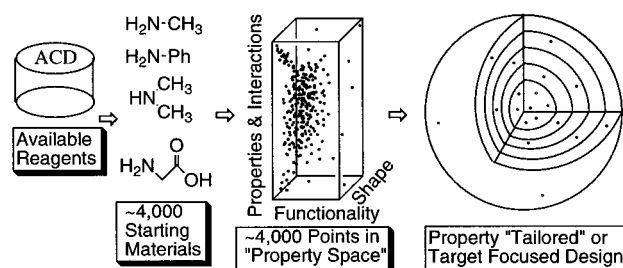 ACD
Available
Reagents
H₂N-CH₃
H₂N-Ph
CH₃
HN
CH₃
O
H₂N
OH
~4,000
Starting
Materials
Properties & Interactions
Shape
Functionality
~4,000 Points in
"Property Space"
Property "Tailored" or
Target Focused Design